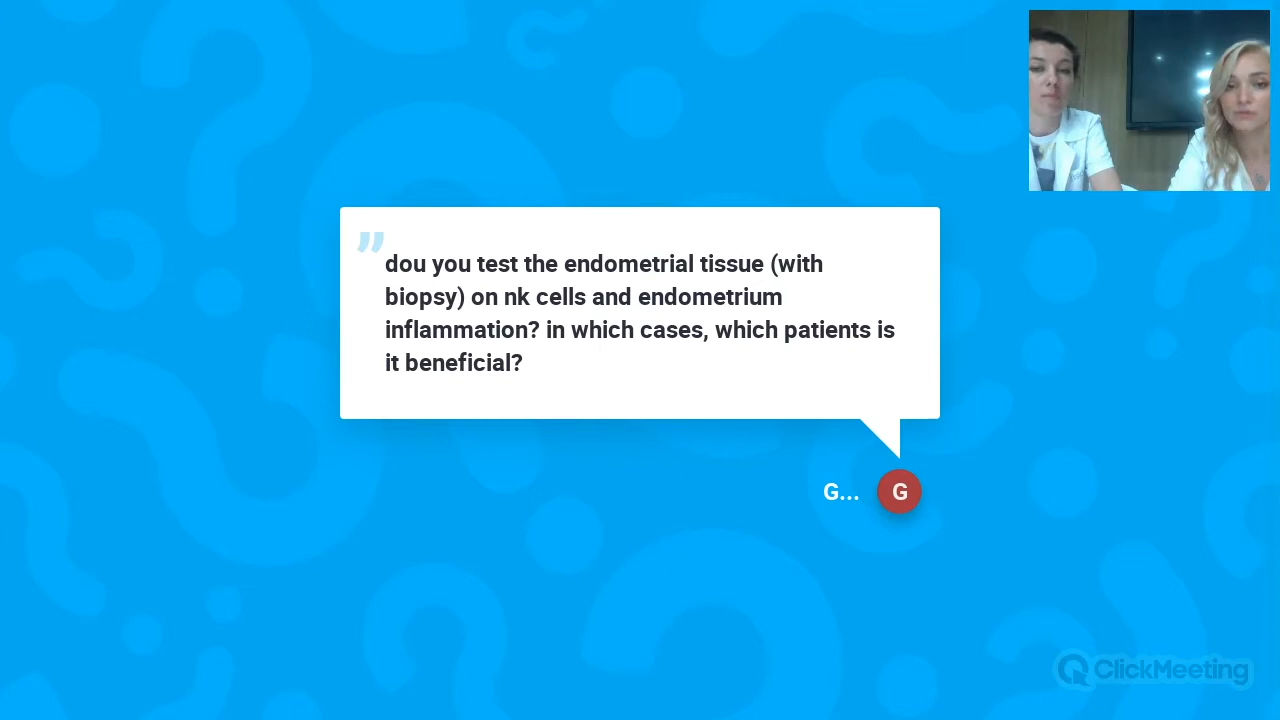 dou you test the endometrial tissue (with
biopsy) on nk cells and endometrium
inflammation? in which cases, which patients is
it beneficial?
G... G
ClickMeeting